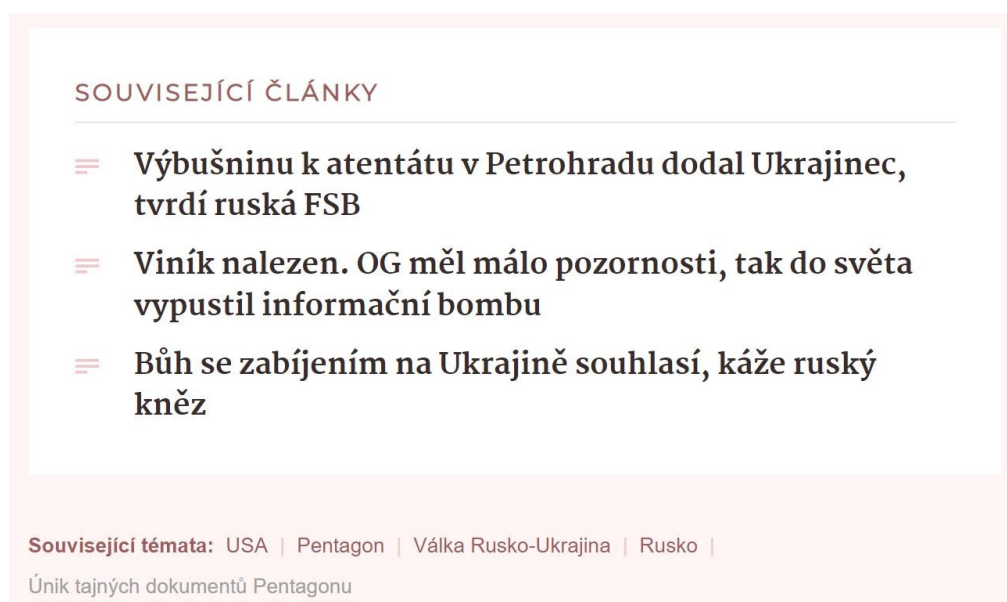 SOUVISEJÍCÍ ČLÁNKY
Výbušninu k atentátu v Petrohradu dodal Ukrajinec,
tvrdí ruská FSB
Viník nalezen. OG měl málo pozornosti, tak do světa
vypustil informační bombu
Bůh se zabíjením na Ukrajině souhlasí, káže ruský
kněz
Související témata: USA | Pentagon | Válka Rusko-Ukrajina | Rusko |
Únik tajných dokumentů Pentagonu